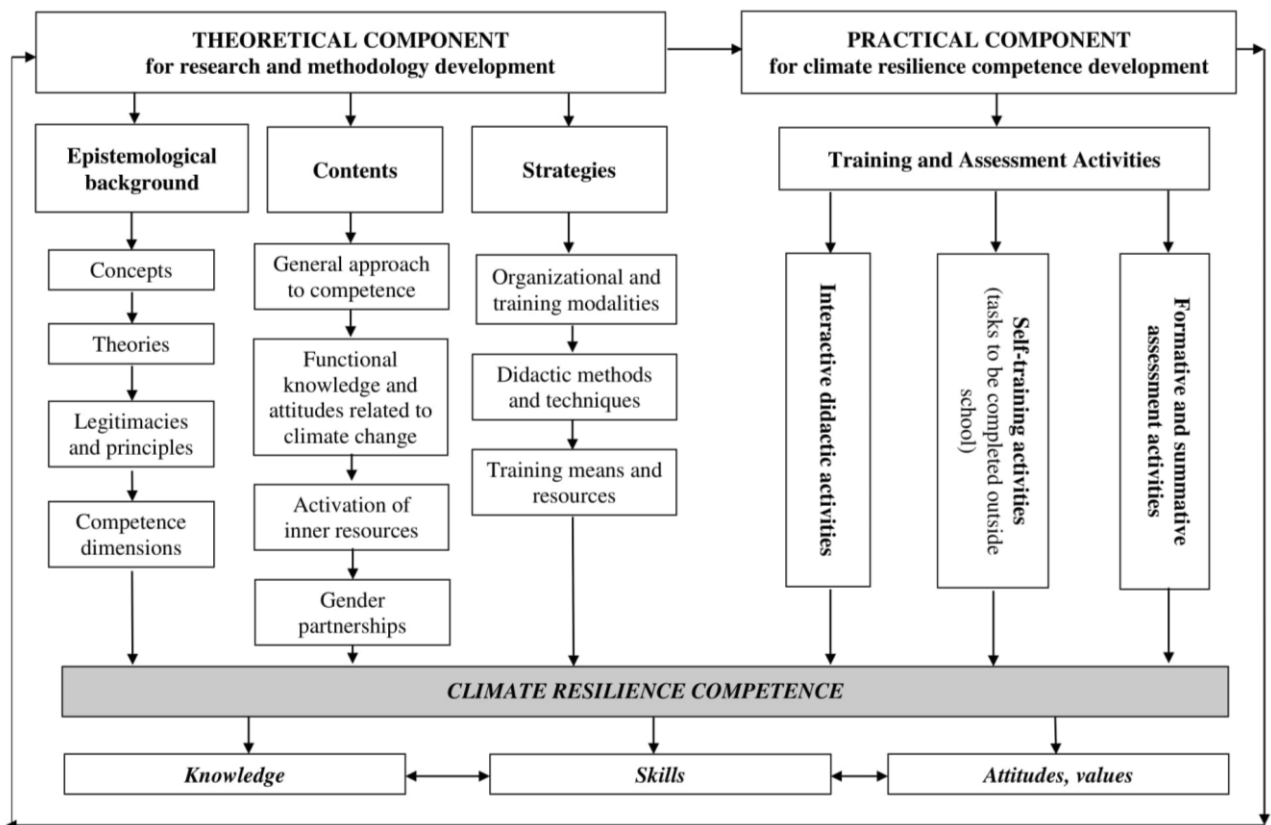 THEORETICAL COMPONENT
for research and methodology development
PRACTICAL COMPONENT
for climate resilience competence development
Epistemological
background
Contents
Strategies
Training and Assessment Activities
Concepts
Theories
Legitimacies
and principles
Competence
dimensions
General approach
to competence
Functional
knowledge and
attitudes related to
climate change
Activation of
inner resources
Gender
partnerships
Organizational and
training modalities
Didactic methods
and techniques
Training means and
resources
Interactive didactic activities
Self-training activities
(tasks to be completed outside
school)
Formative and summative
assessment activities
CLIMATE RESILIENCE COMPETENCE
Knowledge
Skills
Attitudes, values